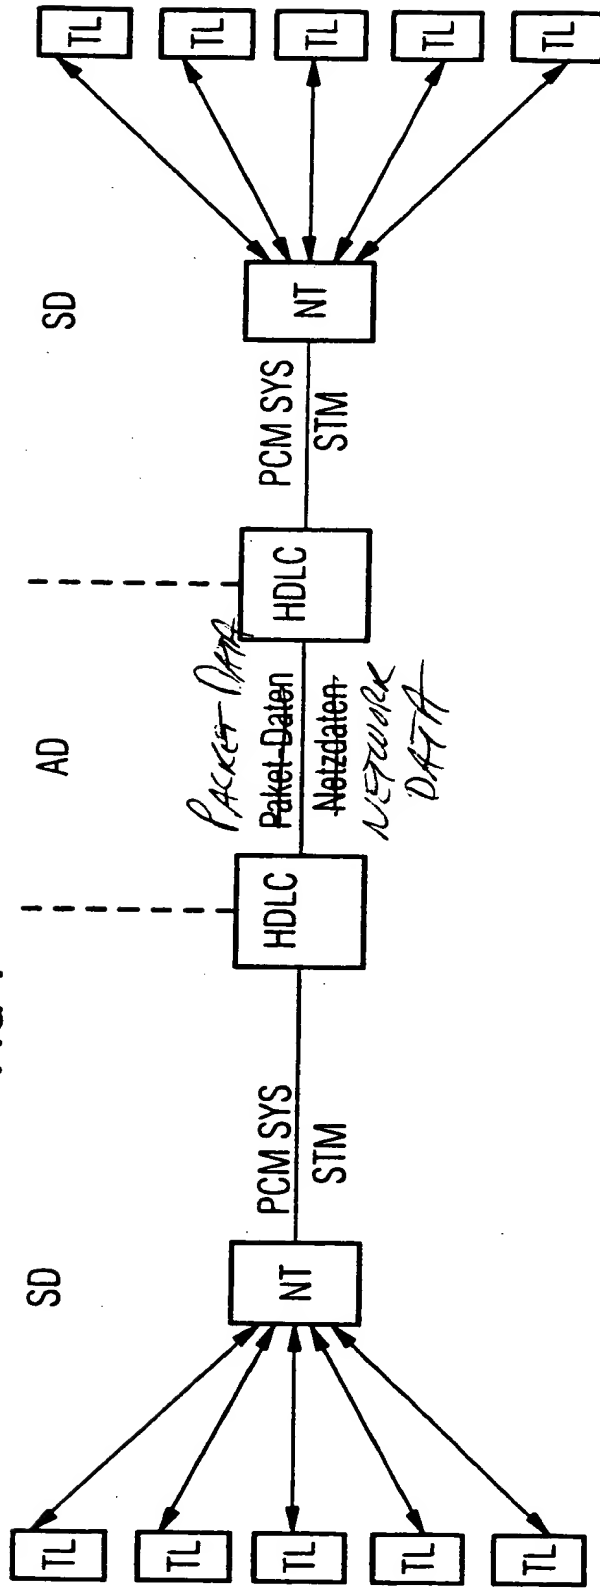 SD
AD
SD
TL
TL
TL
TL
TL
NT
PCM SYS
STM
HDLC
PACKET DATA
Paket-Daten
Netzdaten
NETWORK
DATA
HDLC
PCM SYS
STM
NT
TL
TL
TL
TL
TL